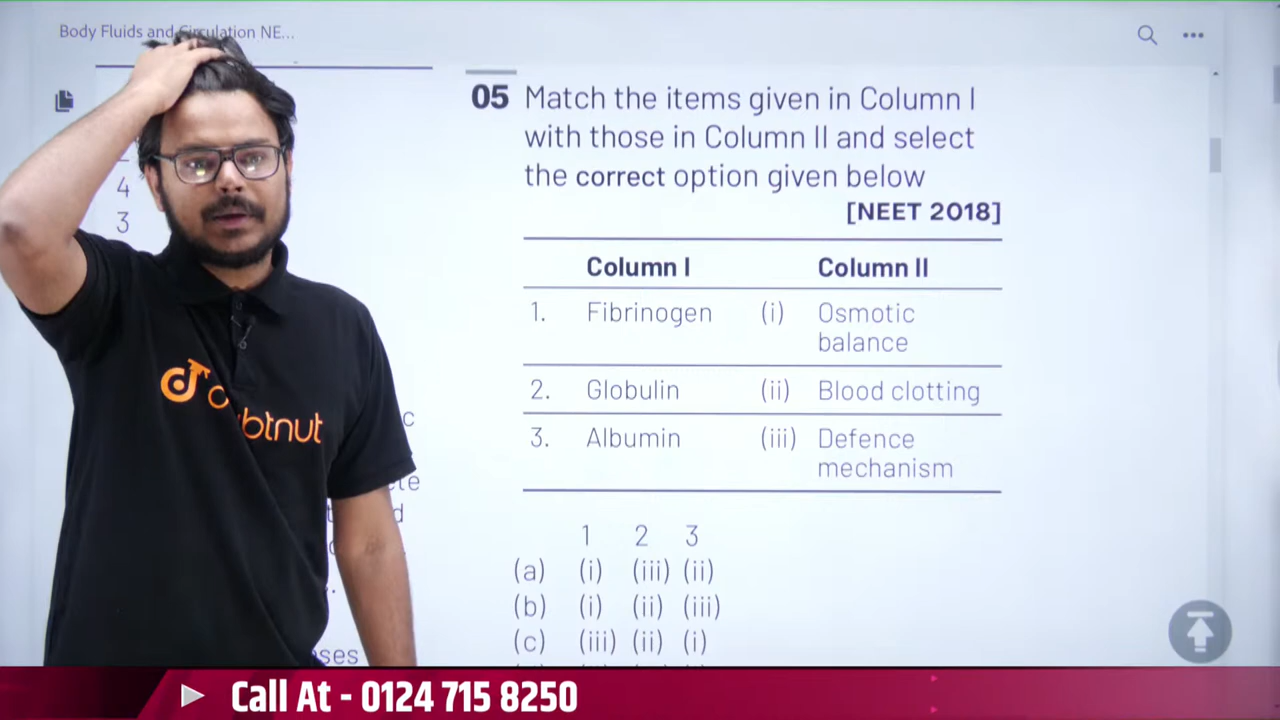 Body Fluids and Circulation NE...
4
3
05 Match the items given in Column I
with those in Column II and select
the correct option given below
[NEET 2018]
Column I Column II
1. Fibrinogen (i) Osmotic
balance
2. Globulin (ii) Blood clotting
3. Albumin (iii) Defence
mechanism
1 2 3
(a) (i) (iii) (ii)
(b) (i) (ii) (iii)
(c) (iii) (ii) (i)
doubtnut
Call At - 0124 715 8250